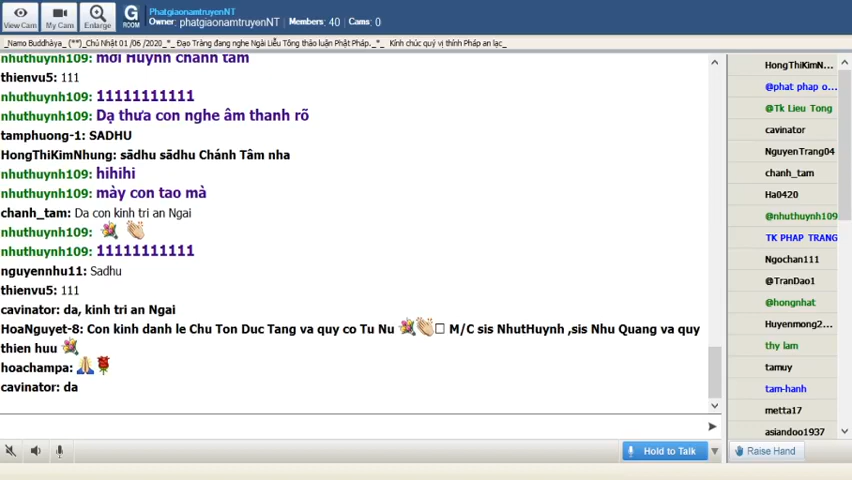 View Cam
My Cam
Enlarge
G
ROOM
PhatgiaonamtruyenNT
Owner: phatgiaonamtruyenNT Members: 40 Cams: 0
_Namo Buddhàya_ (**)_Chủ Nhật 01 /06 /2020_*_ Đạo Tràng đang nghe Ngài Liễu Tông thảo luận Phật Pháp._*_ Kính chúc quý vị thính Pháp an lạc_
nhuthuynh109: mời Huỳnh chánh tâm
thienvu5: 111
nhuthuynh109: 11111111111
nhuthuynh109: Dạ thưa con nghe âm thanh rõ
tamphuong-1: SADHU
HongThiKimNhung: sādhu sādhu Chánh Tâm nha
nhuthuynh109: hihihi
nhuthuynh109: mày con tao mà
chanh_tam: Da con kinh tri an Ngai
nhuthuynh109: 💐 👏
nhuthuynh109: 11111111111
nguyennhu11: Sadhu
thienvu5: 111
cavinator: da, kinh tri an Ngai
HoaNguyet-8: Con kinh danh le Chu Ton Duc Tang va quy co Tu Nu 💐👏 M/C sis NhutHuynh ,sis Nhu Quang va quy
thien huu 💐
hoachampa: 🙏🌹
cavinator: da
Hold to Talk
HongThiKimN...
@phat phap o...
@Tk Lieu Tong
cavinator
NguyenTrang04
chanh_tam
Ha0420
@nhuthuynh109
TK PHAP TRANG
Ngochan111
@TranDao1
@hongnhat
Huyenmong2...
thy lam
tamuy
tam-hanh
metta17
asiandoo1937
Raise Hand